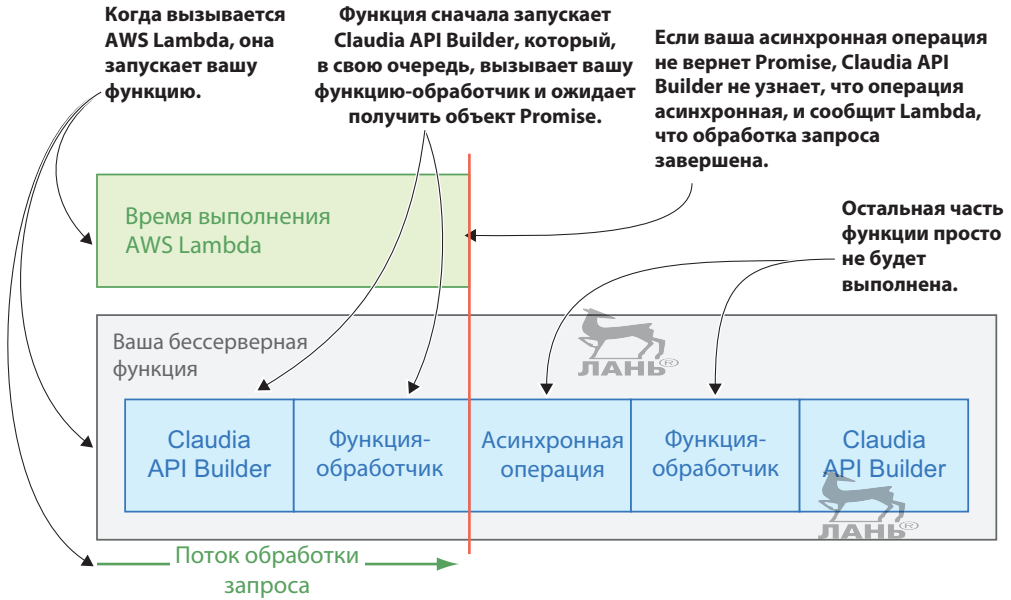 Когда вызывается
AWS Lambda, она
запускает вашу
функцию.
Функция сначала запускает
Claudia API Builder, который,
в свою очередь, вызывает вашу
функцию-обработчик и ожидает
получить объект Promise.
Если ваша асинхронная операция
не вернет Promise, Claudia API
Builder не узнает, что операция
асинхронная, и сообщит Lambda,
что обработка запроса
завершена.
Остальная часть
функции просто
не будет
выполнена.
Время выполнения
AWS Lambda
Ваша бессерверная
функция
ЛАНЬ®
Claudia
API Builder
Функция-
обработчик
Асинхронная
операция
Функция-
обработчик
Claudia
API Builder
ЛАНЬ®
Поток обработки
запроса